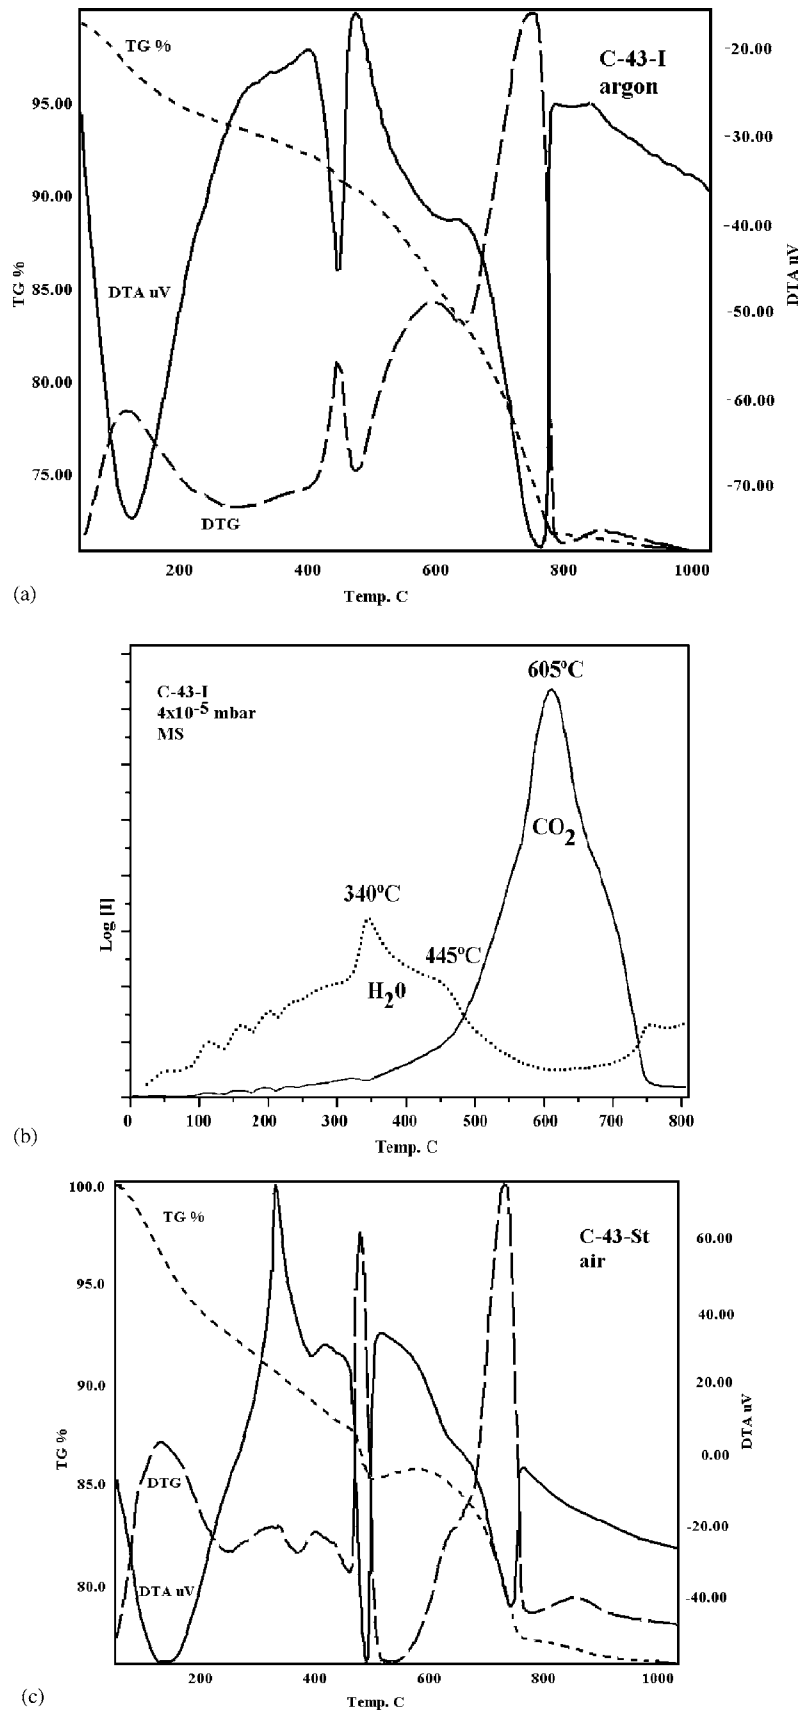 TG %
C-43-I
argon
-20.00
95.00
-30.00
90.00
-40.00
TG %
85.00
DTA uV
DTA uV
-50.00
80.00
-60.00
75.00
-70.00
DTG
200
400
600
800
1000
Temp. C
(a)
C-43-I
4x10-5 mbar
MS
605ºC
CO2
340ºC
445ºC
H20
Log [I]
0
100
200
300
400
500
600
700
800
Temp. C
(b)
100.0
TG %
C-43-St
air
60.00
95.0
40.00
90.0
20.00
TG %
DTA uV
0.00
85.0
DTG
-20.00
80.0
DTA uV
-40.00
200
400
600
800
1000
Temp. C
(c)